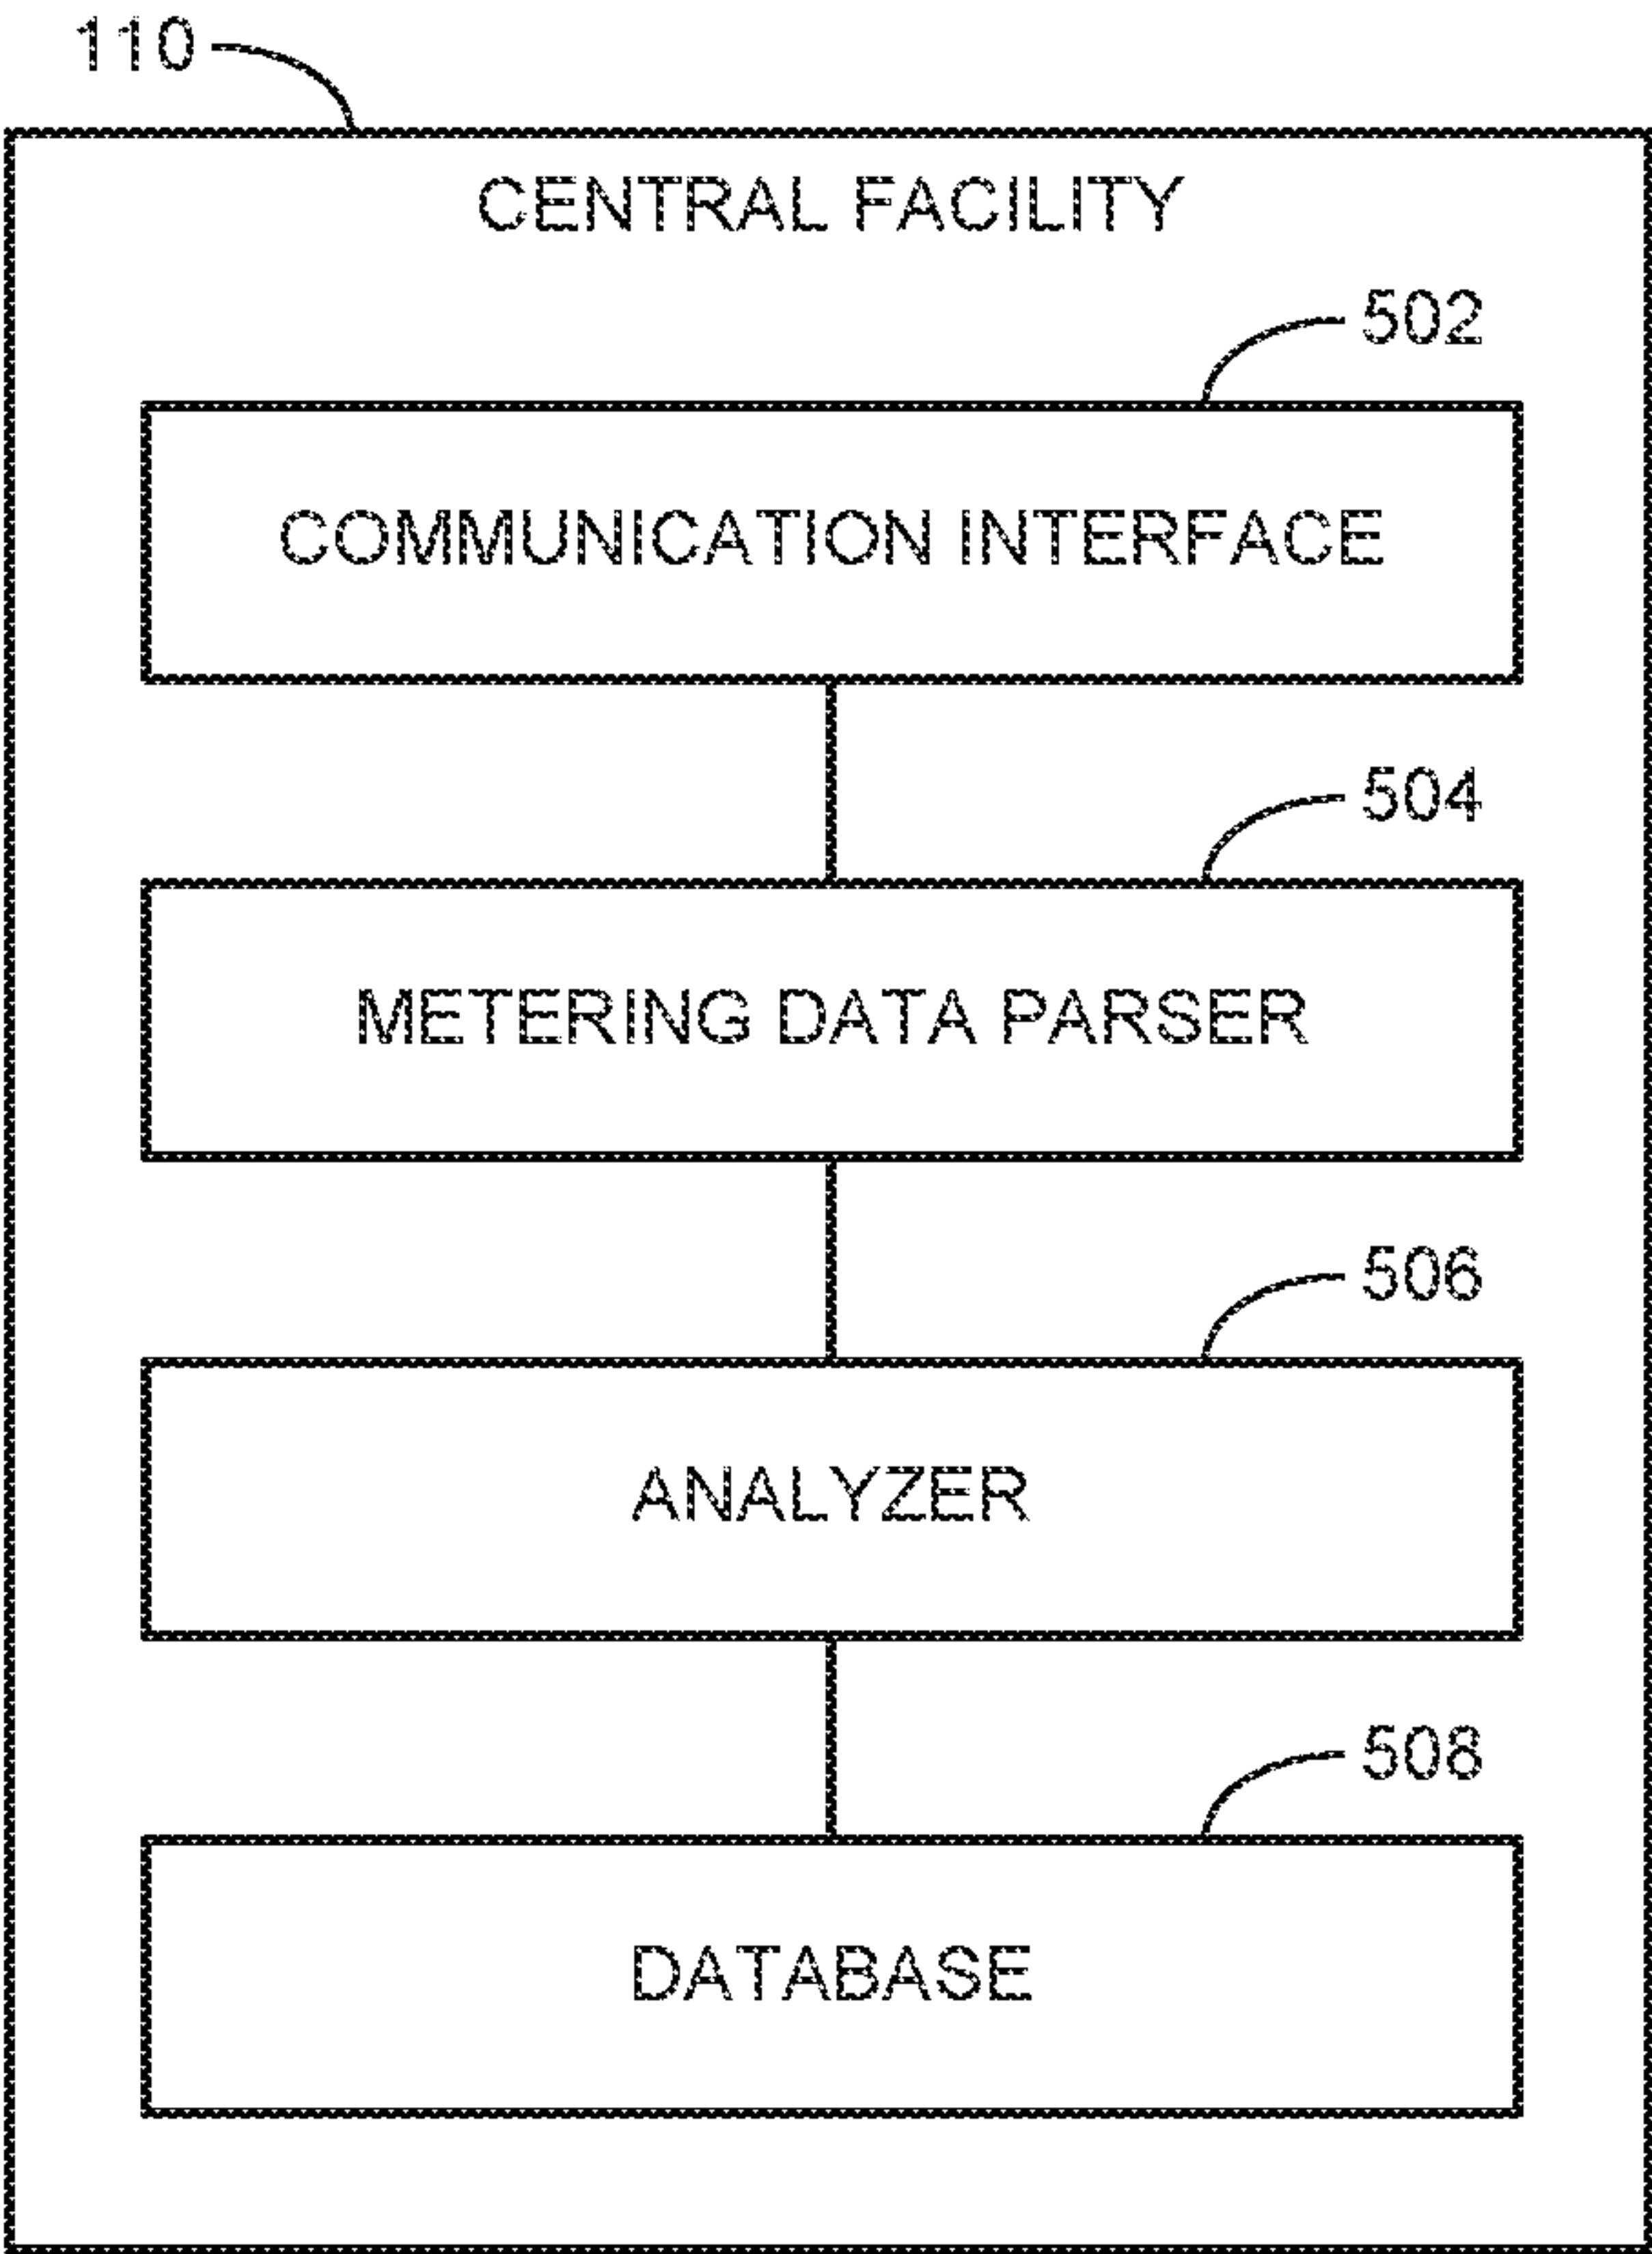 110
CENTRAL FACILITY
502
COMMUNICATION INTERFACE
504
METERING DATA PARSER
506
ANALYZER
508
DATABASE